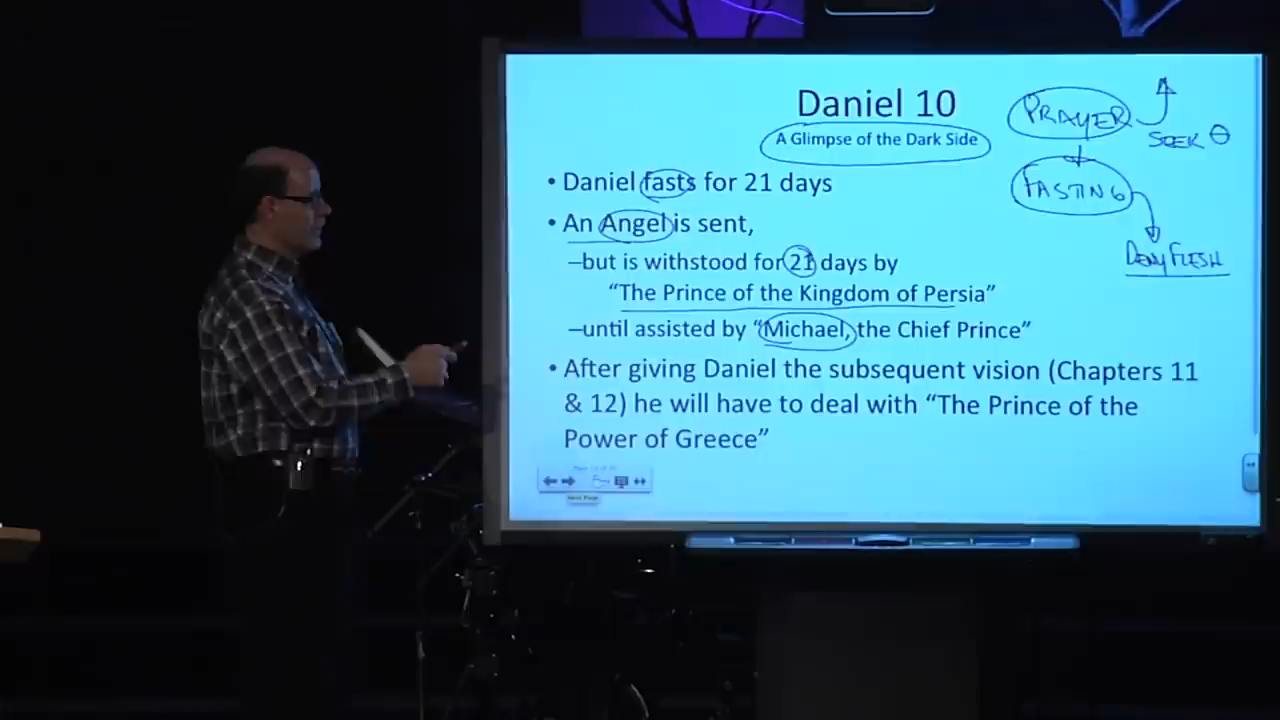 Daniel 10
A Glimpse of the Dark Side
• Daniel fasts for 21 days
• An Angel is sent,
–but is withstood for 21 days by
“The Prince of the Kingdom of Persia”
–until assisted by “Michael, the Chief Prince”
• After giving Daniel the subsequent vision (Chapters 11
& 12) he will have to deal with “The Prince of the
Power of Greece”
Next Page
PRAYER
SEEK Θ
FASTING
DENY FLESH